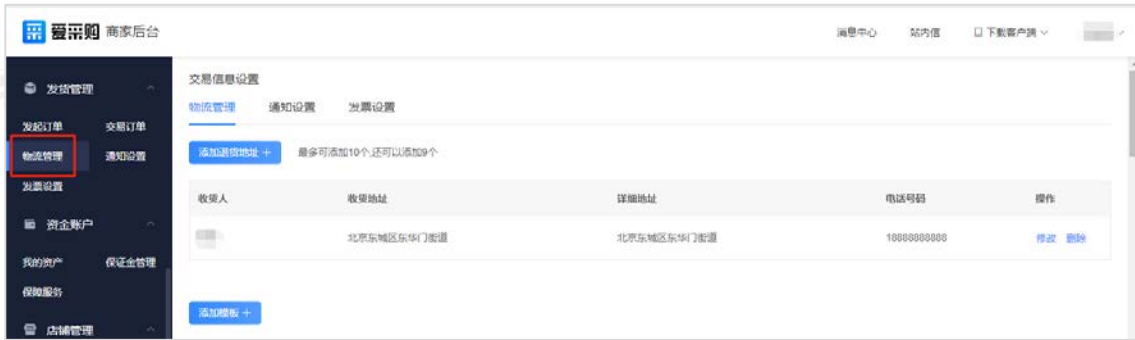 采 爱采购 商家后台
消息中心 站内信 下载客户端
发货管理
发起订单 交易订单
物流管理 通知设置
发票设置
资金账户
我的资产 保证金管理
保障服务
店铺管理
交易信息设置
物流管理 通知设置 发票设置
添加退货地址 + 最多可添加10个,还可以添加9个
收货人 收货地址 详细地址 电话号码 操作
北京东城区东华门街道 北京东城区东华门街道 18888888888 修改 删除
添加模板 +